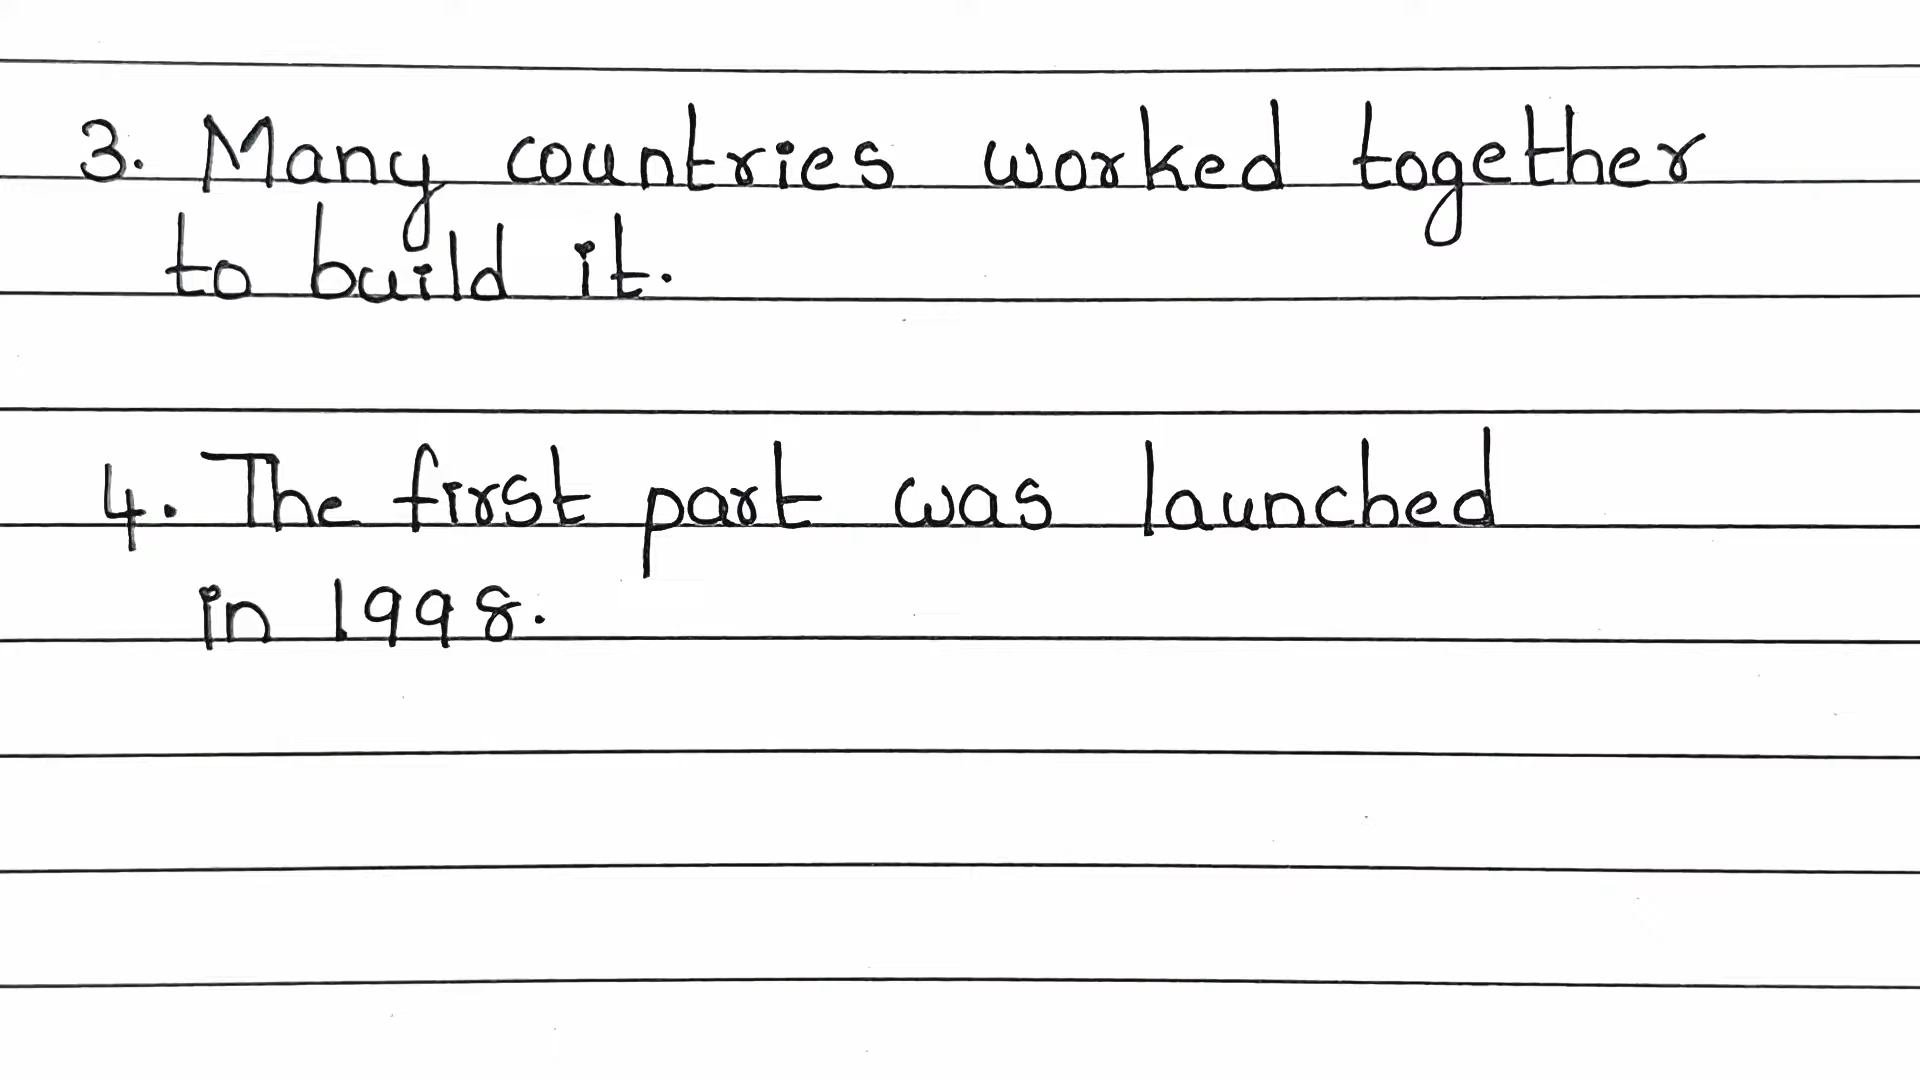 3. Many countries worked together
to build it.
4. The first part was launched
in 1998.